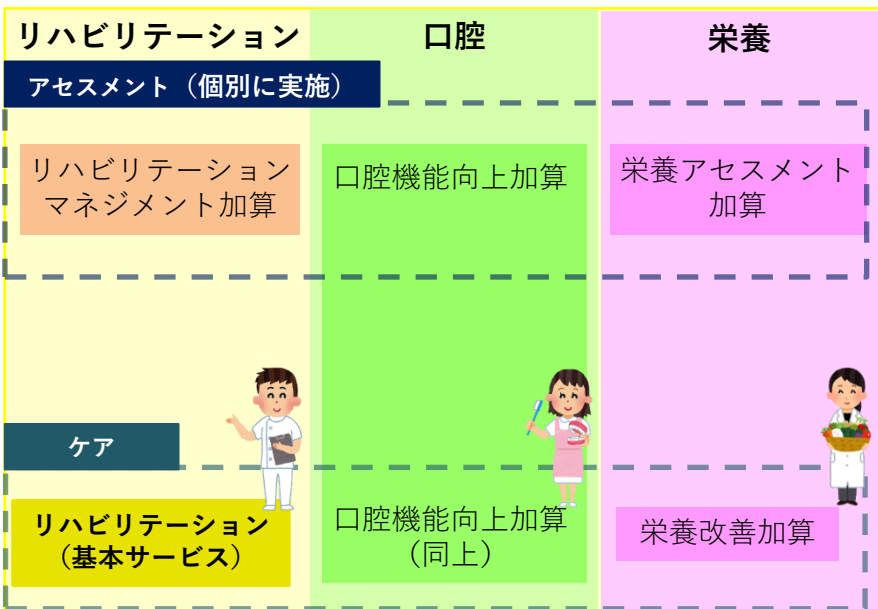 リハビリテーション
口腔
栄養
アセスメント（個別に実施）
リハビリテーション
マネジメント加算
口腔機能向上加算
栄養アセスメント
加算
ケア
リハビリテーション
（基本サービス）
口腔機能向上加算
（同上）
栄養改善加算